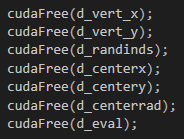 cudaFree(d_vert_x);
cudaFree(d_vert_y);
cudaFree(d_randinds);
cudaFree(d_centerx);
cudaFree(d_centery);
cudaFree(d_centerrad);
cudaFree(d_eval);